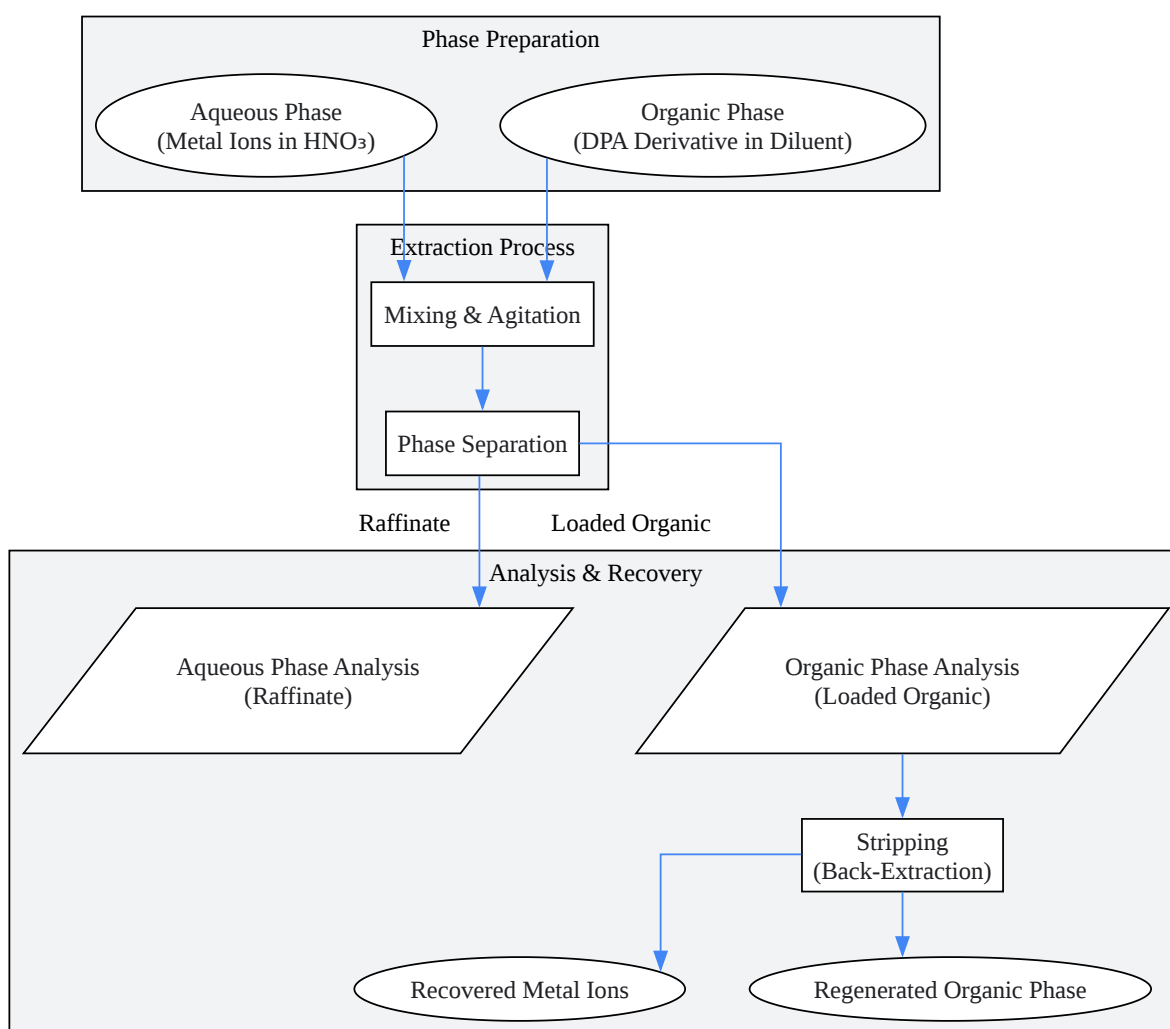 Phase Preparation
Aqueous Phase
(Metal Ions in HNO₃)
Organic Phase
(DPA Derivative in Diluent)
Extraction Process
Mixing & Agitation
Phase Separation
Raffinate
Loaded Organic
Analysis & Recovery
Aqueous Phase Analysis
(Raffinate)
Organic Phase Analysis
(Loaded Organic)
Stripping
(Back-Extraction)
Recovered Metal Ions
Regenerated Organic Phase